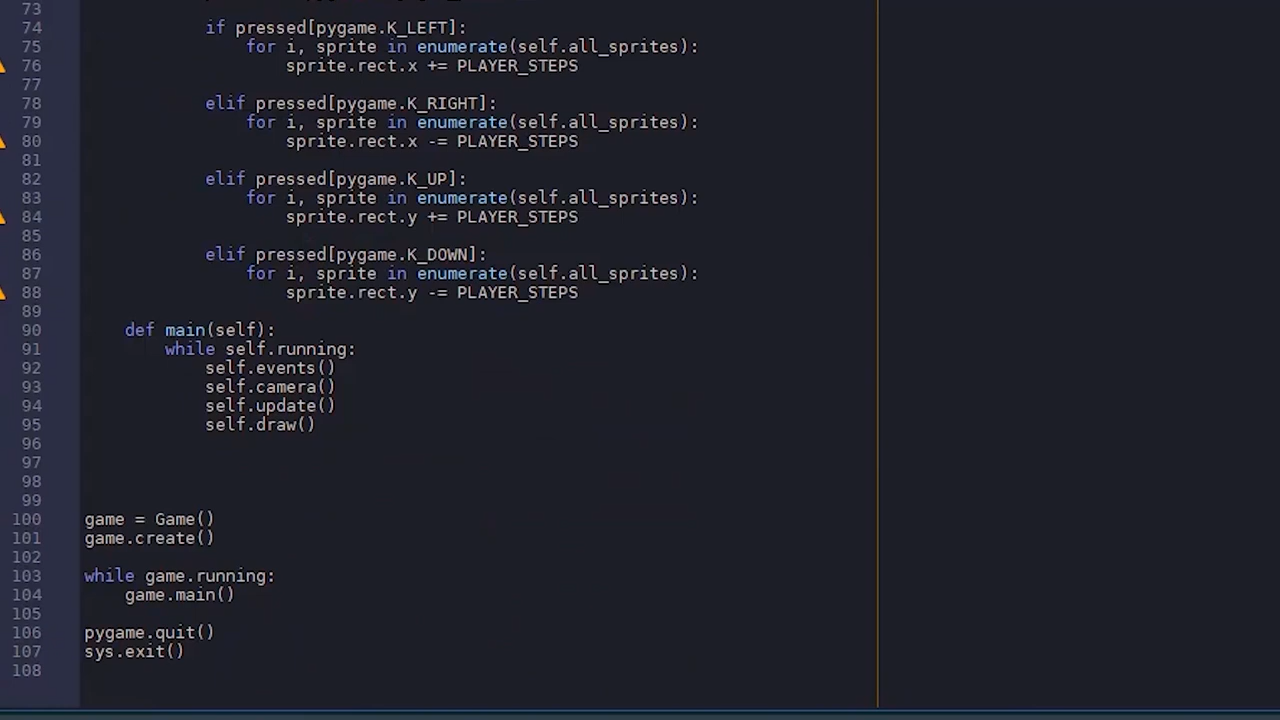 73
74 if pressed[pygame.K_LEFT]:
75 for i, sprite in enumerate(self.all_sprites):
76 sprite.rect.x += PLAYER_STEPS
77
78 elif pressed[pygame.K_RIGHT]:
79 for i, sprite in enumerate(self.all_sprites):
80 sprite.rect.x -= PLAYER_STEPS
81
82 elif pressed[pygame.K_UP]:
83 for i, sprite in enumerate(self.all_sprites):
84 sprite.rect.y += PLAYER_STEPS
85
86 elif pressed[pygame.K_DOWN]:
87 for i, sprite in enumerate(self.all_sprites):
88 sprite.rect.y -= PLAYER_STEPS
89
90 def main(self):
91 while self.running:
92 self.events()
93 self.camera()
94 self.update()
95 self.draw()
96
97
98
99
100 game = Game()
101 game.create()
102
103 while game.running:
104 game.main()
105
106 pygame.quit()
107 sys.exit()
108